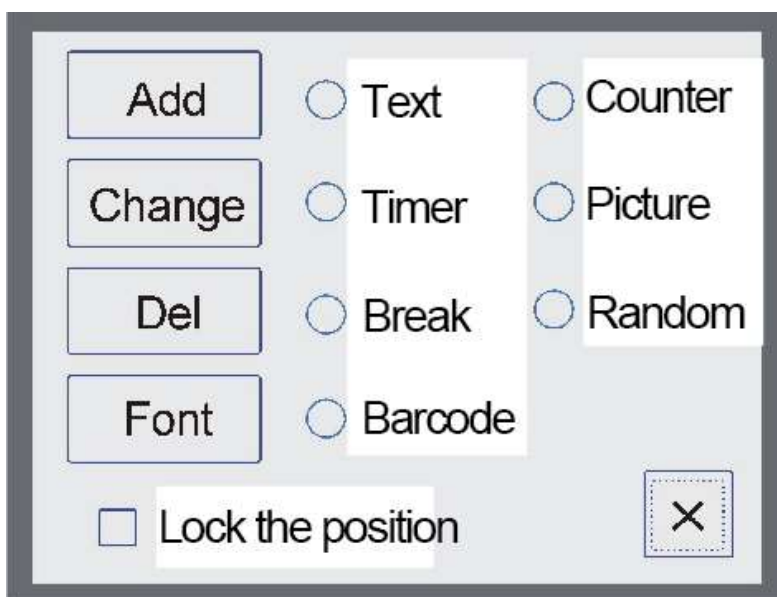 Add Text Counter
Change Timer Picture
Del Break Random
Font Barcode
Lock the position
×